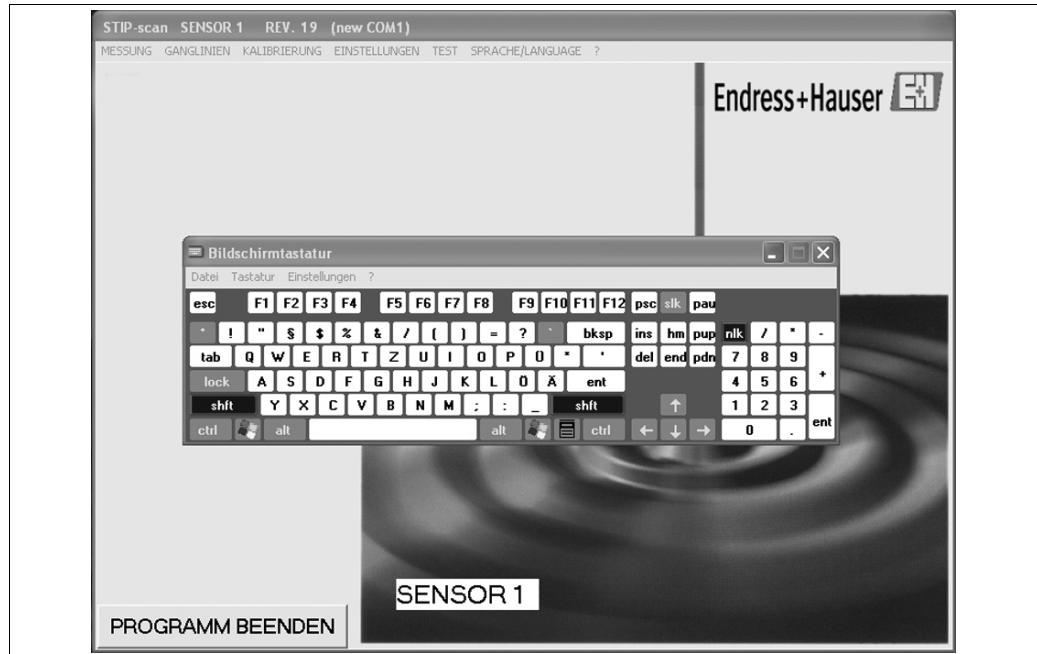 STIP-scan SENSOR 1 REV. 19 (new COM1)
MESSUNG GANGLINIEN KALIBRIERUNG EINSTELLUNGEN TEST SPRACHE/LANGUAGE ?
Endress+Hauser
Bildschirmtastatur
Datei Tastatur Einstellungen ?
esc F1 F2 F3 F4 F5 F6 F7 F8 F9 F10 F11 F12 psc slk pau
° ! " § $ % & / ( ) = ? ` bksp ins hm pup nlk / * -
tab Q W E R T Z U I O P Ü * ' del end pdn 7 8 9 +
lock A S D F G H J K L Ö Ä ent 4 5 6
shft Y X C V B N M ; : _ shft ↑ 1 2 3 ent
ctrl alt alt ctrl ← ↓ → 0 .
SENSOR 1
PROGRAMM BEENDEN